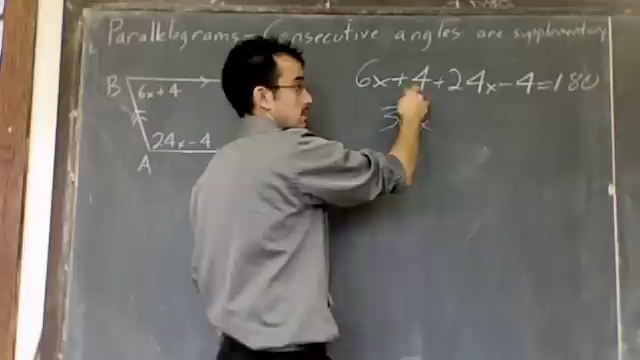 Parallelograms - Consecutive angles are supplementary
B
6x+4
6x+4+24x-4=180
24x-4
A